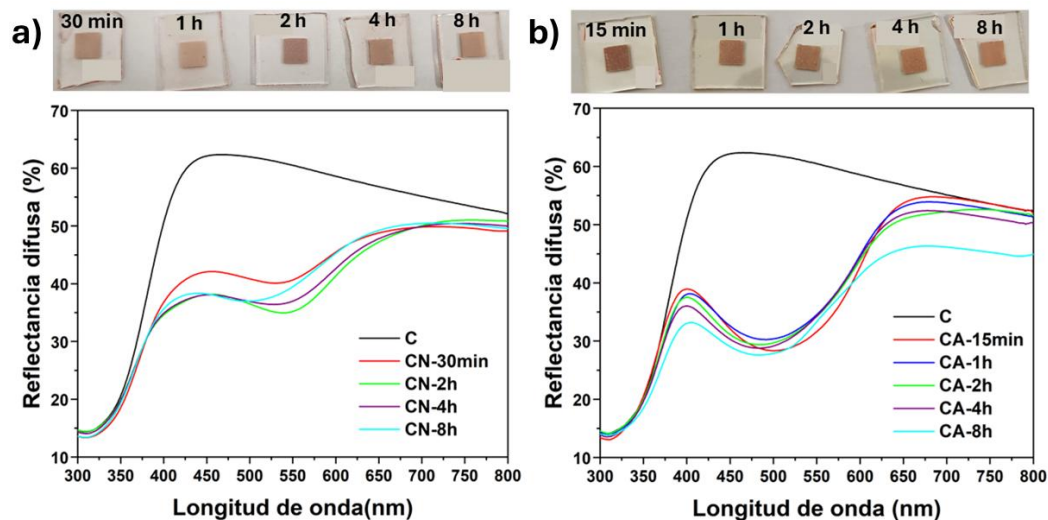 a)
30 min
1 h
2 h
4 h
8 h
Reflectancia difusa (%)
70
60
50
40
30
20
10
C
CN-30min
CN-2h
CN-4h
CN-8h
300 350 400 450 500 550 600 650 700 750 800
Longitud de onda(nm)
b)
15 min
1 h
2 h
4 h
8 h
Reflectancia difusa (%)
70
60
50
40
30
20
10
C
CA-15min
CA-1h
CA-2h
CA-4h
CA-8h
300 350 400 450 500 550 600 650 700 750 800
Longitud de onda (nm)